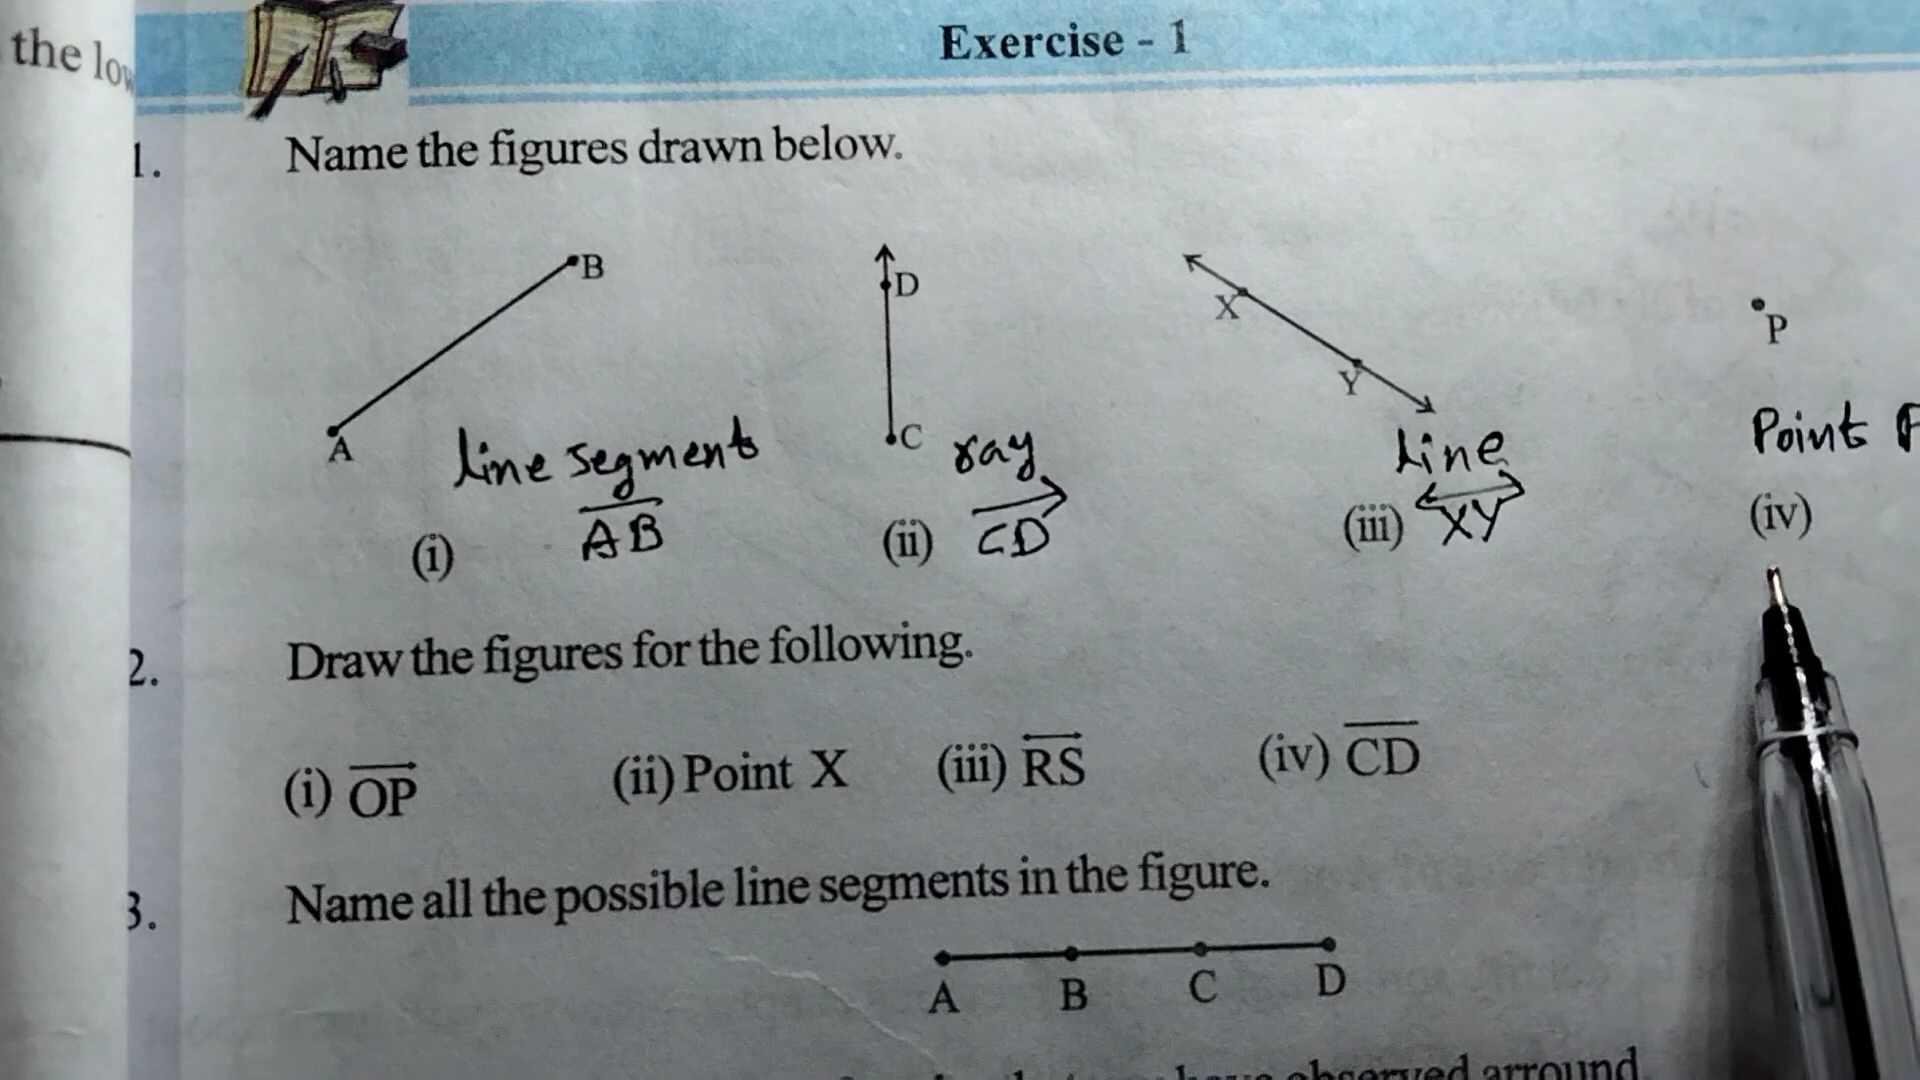 the
Exercise - 1
1. Name the figures drawn below.
B
D
X
P
Y
A
C
line segment
ray
line
Point
(i) AB
(ii) CD
(iii) XY
(iv)
2. Draw the figures for the following.
(i) OP (ii) Point X (iii) RS (iv) CD
3. Name all the possible line segments in the figure.
A B C D
observed arround